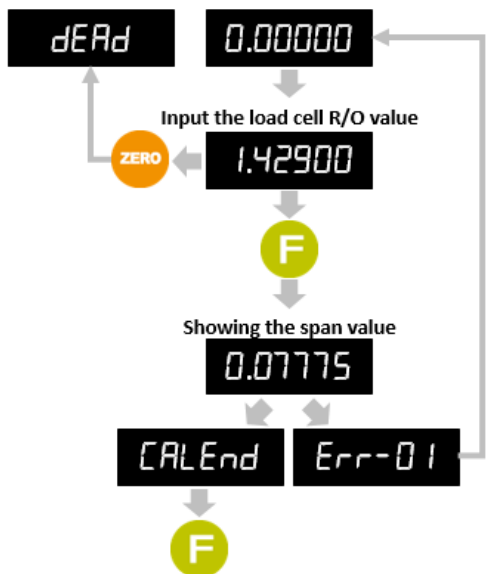 dEAd
0.00000
Input the load cell R/O value
ZERO
1.42900
F
Showing the span value
0.07775
CALEnd
Err-01
F